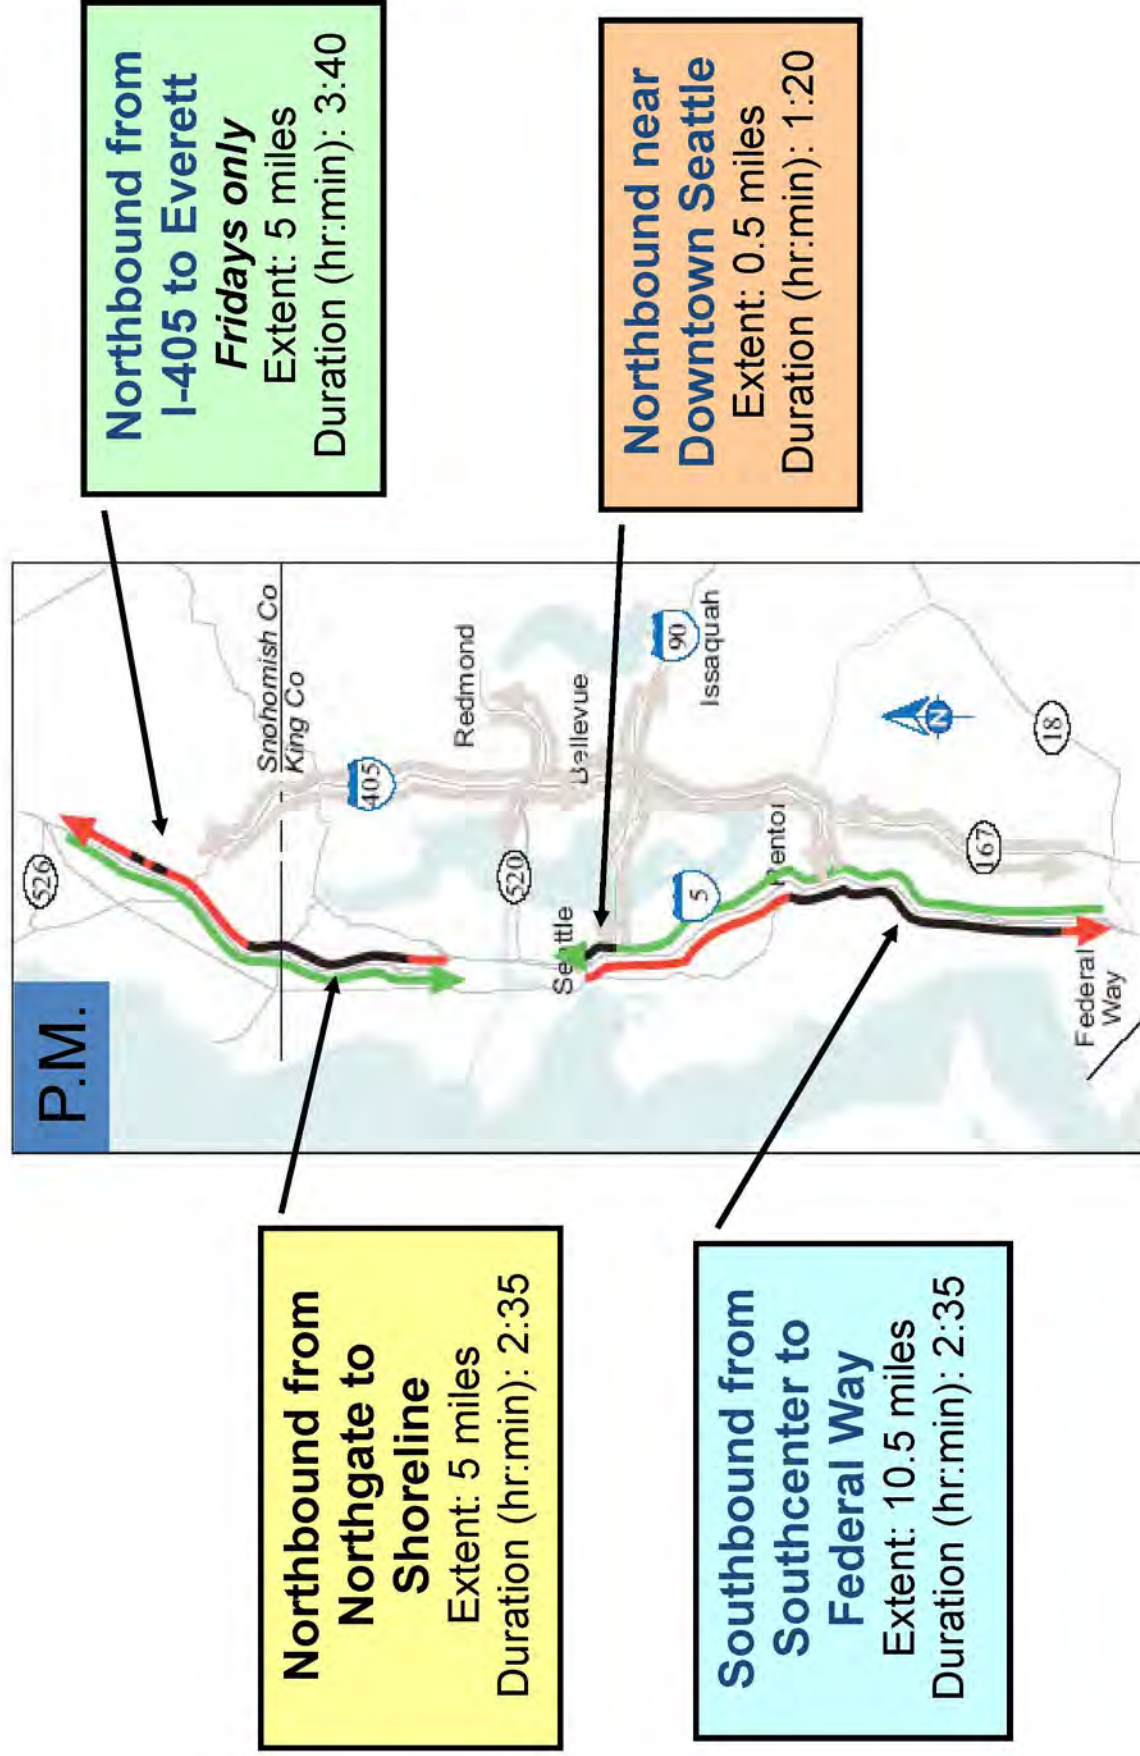 P.M.
Northbound from
Northgate to
Shoreline
Extent: 5 miles
Duration (hr:min): 2:35
Southbound from
Southcenter to
Federal Way
Extent: 10.5 miles
Duration (hr:min): 2:35
526
Snohomish Co
King Co
405
Redmond
520
Bellevue
Seattle
90
Issaquah
5
Rentor
N
167
18
Federal
Way
Northbound from
I-405 to Everett
Fridays only
Extent: 5 miles
Duration (hr:min): 3:40
Northbound near
Downtown Seattle
Extent: 0.5 miles
Duration (hr:min): 1:20